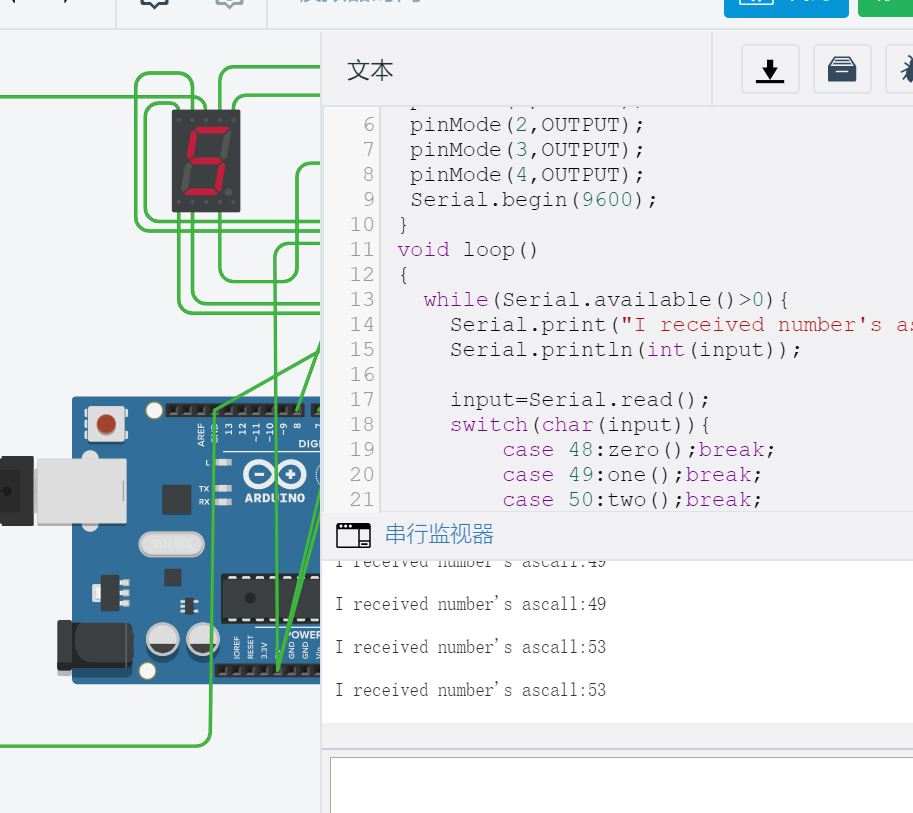 文本
6 pinMode(2,OUTPUT);
7 pinMode(3,OUTPUT);
8 pinMode(4,OUTPUT);
9 Serial.begin(9600);
10 }
11 void loop()
12 {
13 while(Serial.available()>0){
14 Serial.print("I received number's as
15 Serial.println(int(input));
16
17 input=Serial.read();
18 switch(char(input)){
19 case 48:zero();break;
20 case 49:one();break;
21 case 50:two();break;
串行监视器
I received number's ascall:49
I received number's ascall:49
I received number's ascall:53
I received number's ascall:53
5
AREF
GND
13
12
~11
~10
~9
8
7
DIGI
L
TX
RX
ARDUINO
IOREF
RESET
3.3V
GND
GND
Vin
POWER